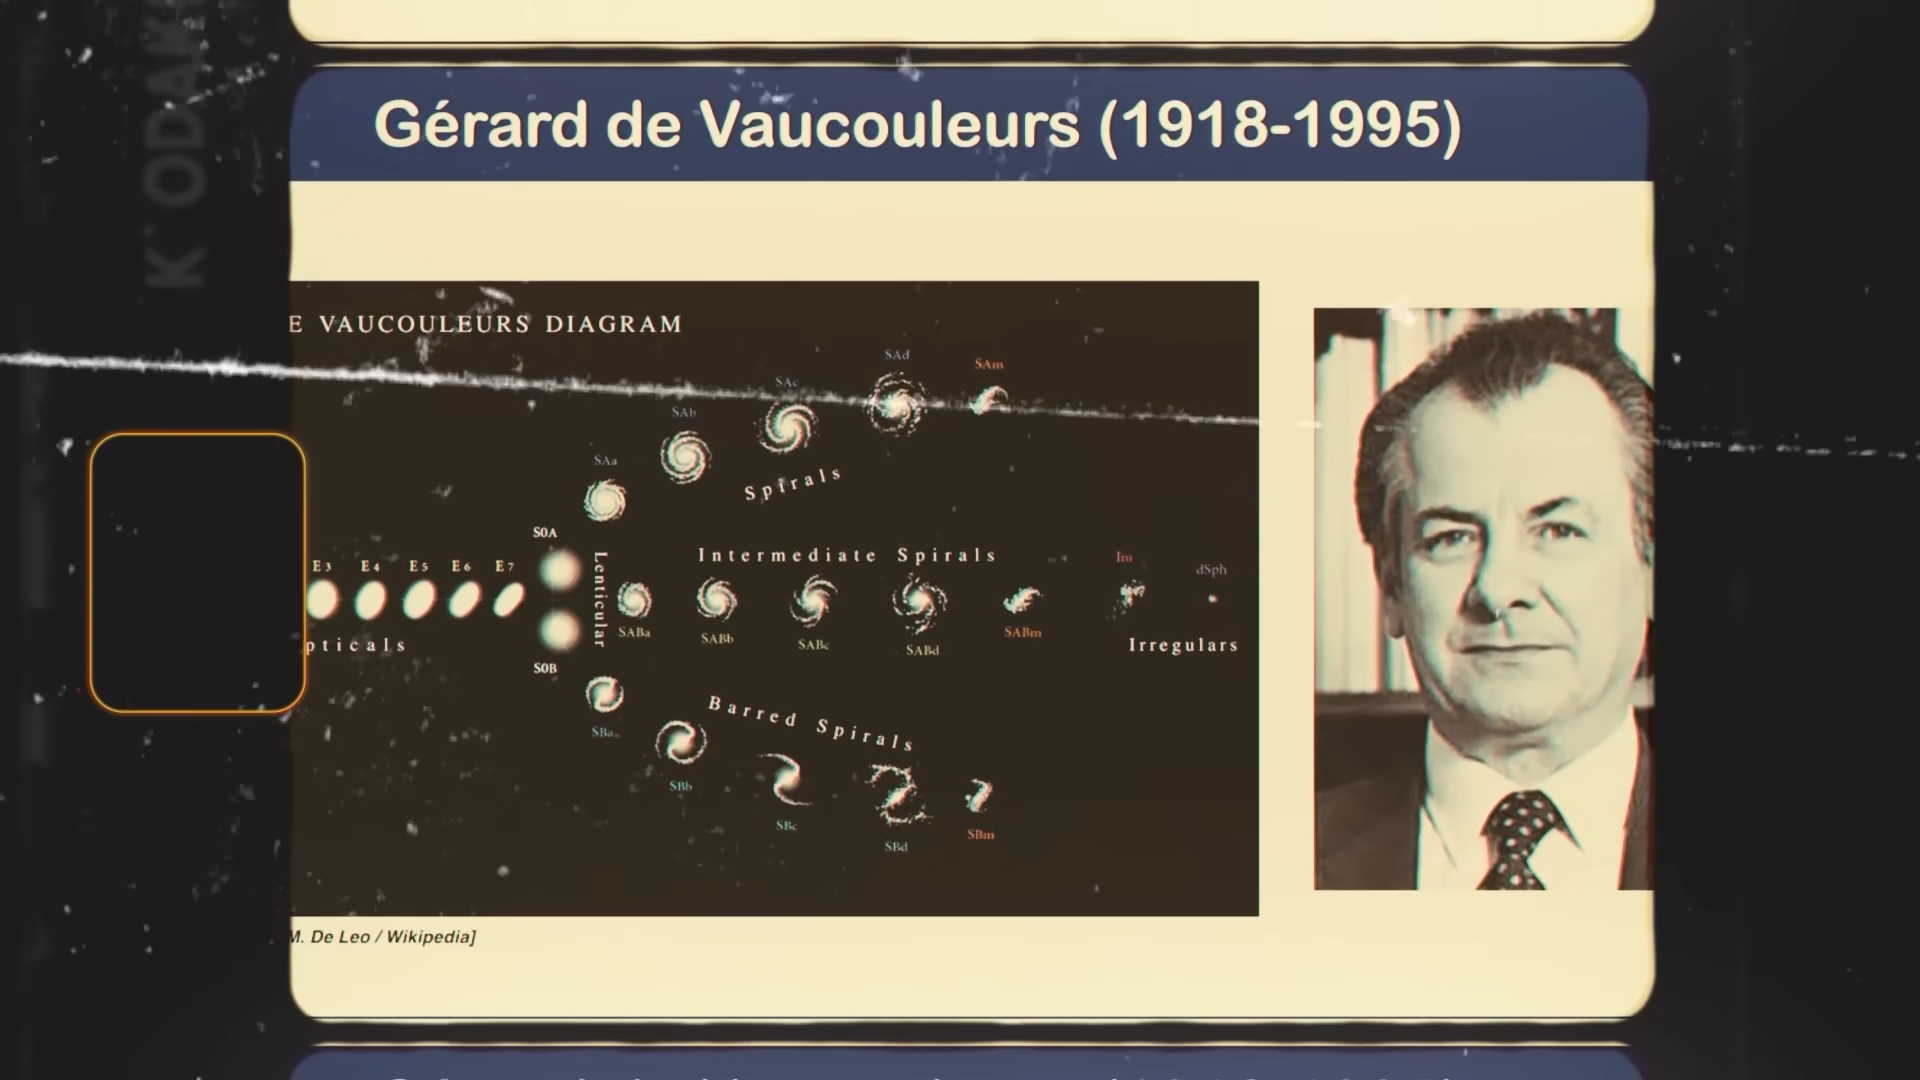 K ODAK
Gérard de Vaucouleurs (1918-1995)
E VAUCOULEURS DIAGRAM
SAd
SAm
SAc
SAb
SAa
Spirals
S0A
Intermediate Spirals
Im
dSph
E3 E4 E5 E6 E7
Lenticular
SABa
SABb
SABc
SABd
SABm
pticals
Irregulars
S0B
Barred Spirals
SBa
SBb
SBc
SBd
SBm
M. De Leo / Wikipedia]